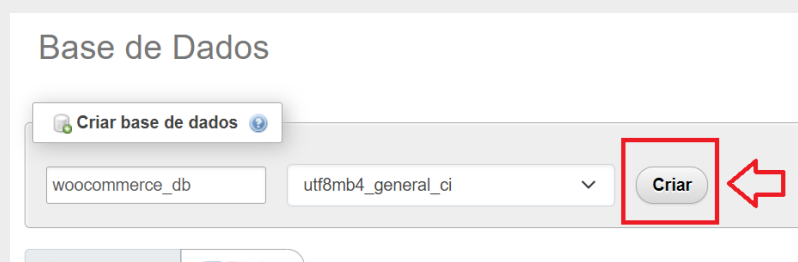 Base de Dados
Criar base de dados
woocommerce_db utf8mb4_general_ci Criar